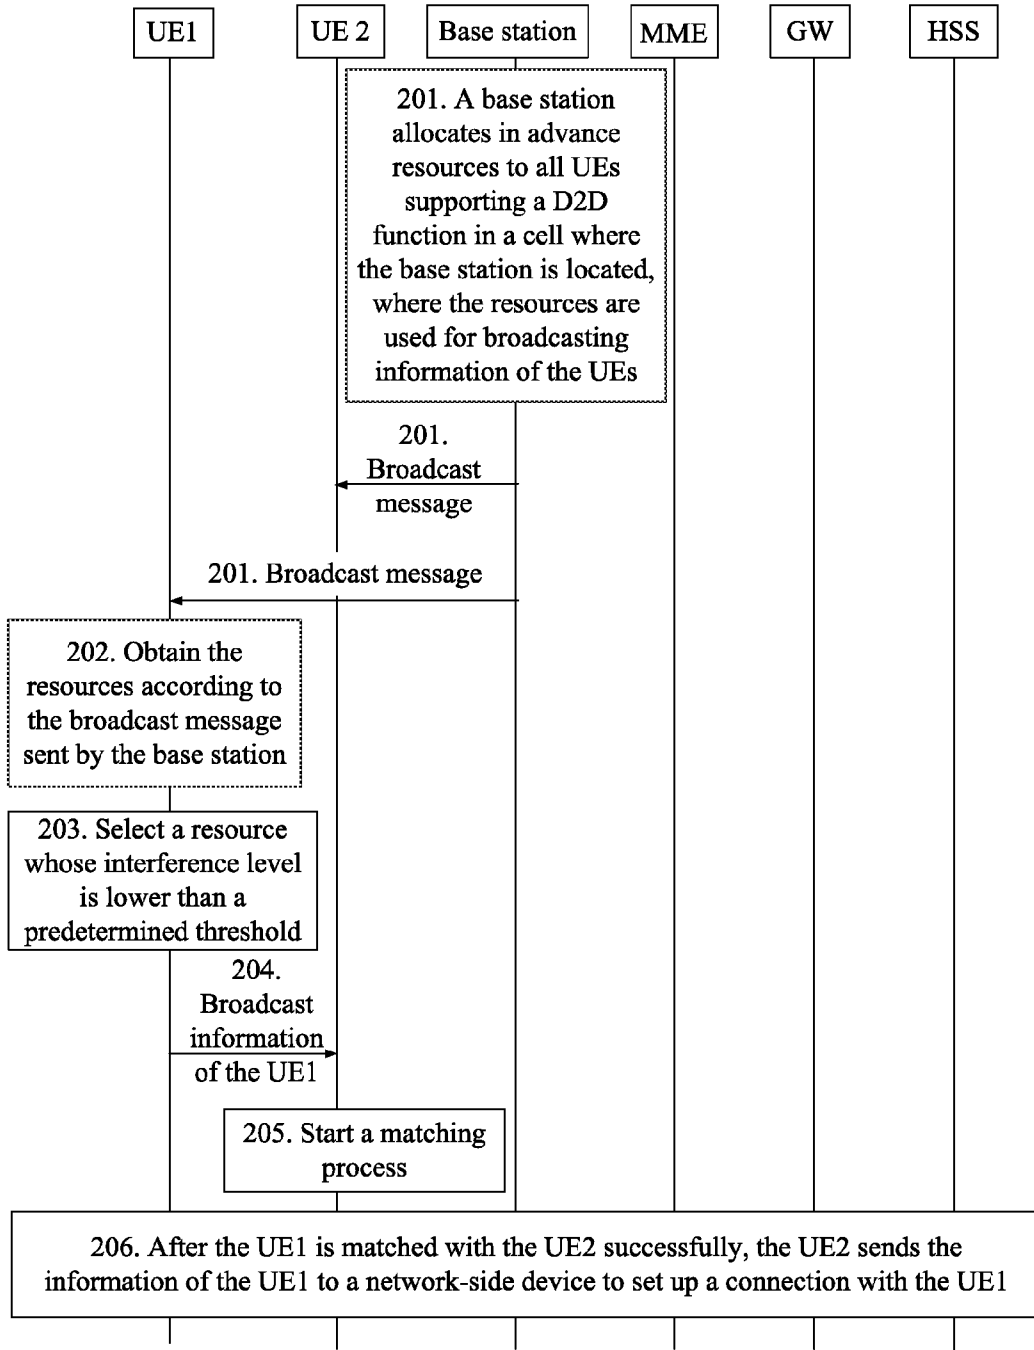 UE1
UE 2
Base station
MME
GW
HSS
201. A base station
allocates in advance
resources to all UEs
supporting a D2D
function in a cell where
the base station is located,
where the resources are
used for broadcasting
information of the UEs
201.
Broadcast
message
201. Broadcast message
202. Obtain the
resources according to
the broadcast message
sent by the base station
203. Select a resource
whose interference level
is lower than a
predetermined threshold
204.
Broadcast
information
of the UE1
205. Start a matching
process
206. After the UE1 is matched with the UE2 successfully, the UE2 sends the
information of the UE1 to a network-side device to set up a connection with the UE1